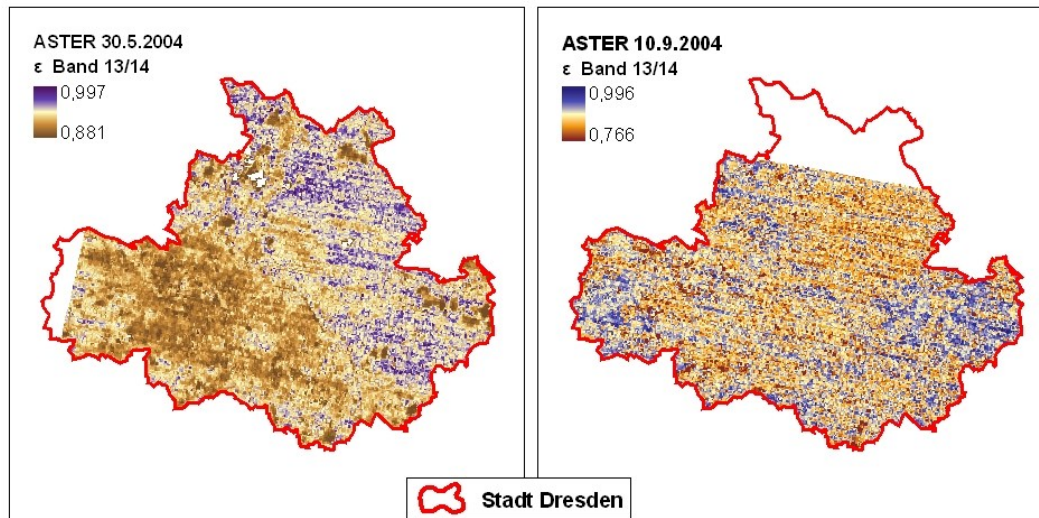 ASTER 30.5.2004
ε Band 13/14
0,997
0,881
ASTER 10.9.2004
ε Band 13/14
0,996
0,766
Stadt Dresden